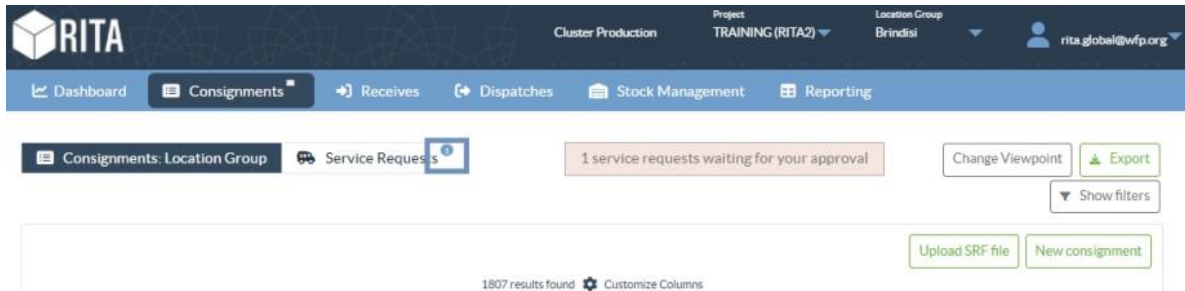 RITA
Cluster Production
Project
TRAINING (RITA2)
Location Group
Brindisi
rita.global@wfp.org
Dashboard
Consignments
Receives
Dispatches
Stock Management
Reporting
Consignments: Location Group
Service Requests 1
1 service requests waiting for your approval
Change Viewpoint
Export
Show filters
Upload SRF file
New consignment
1807 results found
Customize Columns